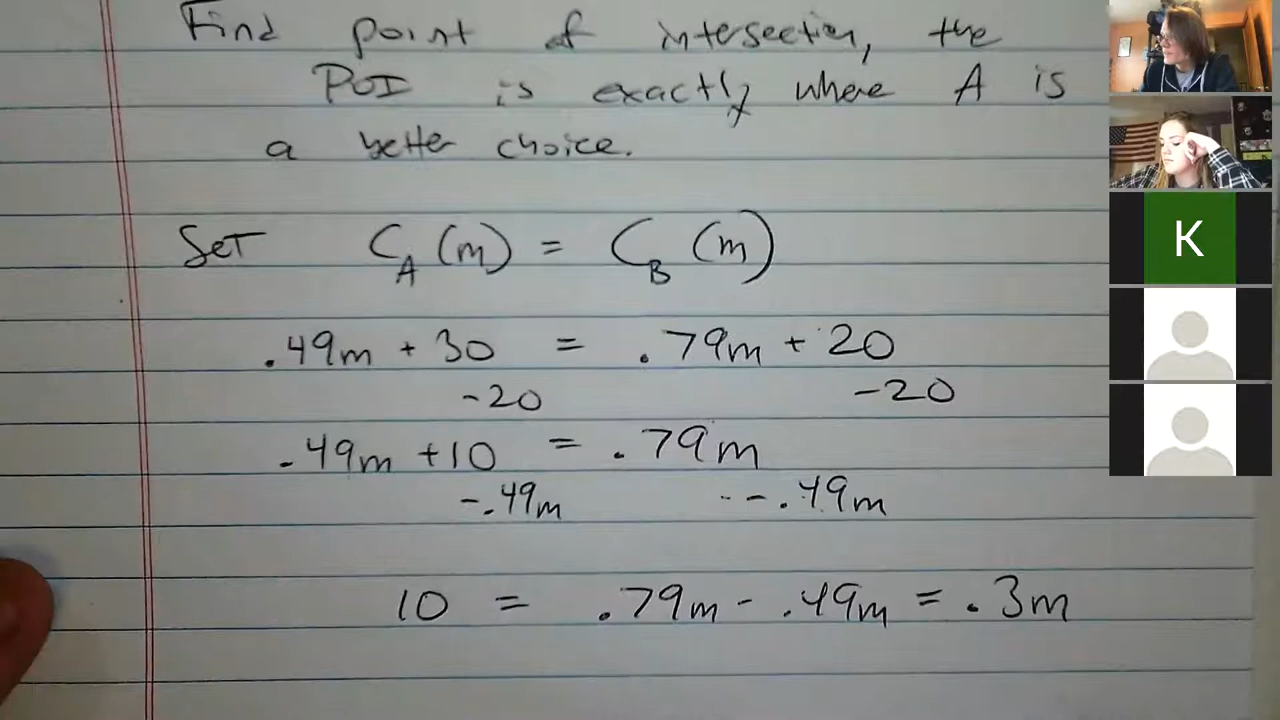 Find point of intersection, the
POI is exactly where A is
a better choice.
Set C_A(m) = C_B(m)
.49m + 30 = .79m + 20
-20 -20
.49m + 10 = .79m
-.49m --.49m
10 = .79m - .49m = .3m
K